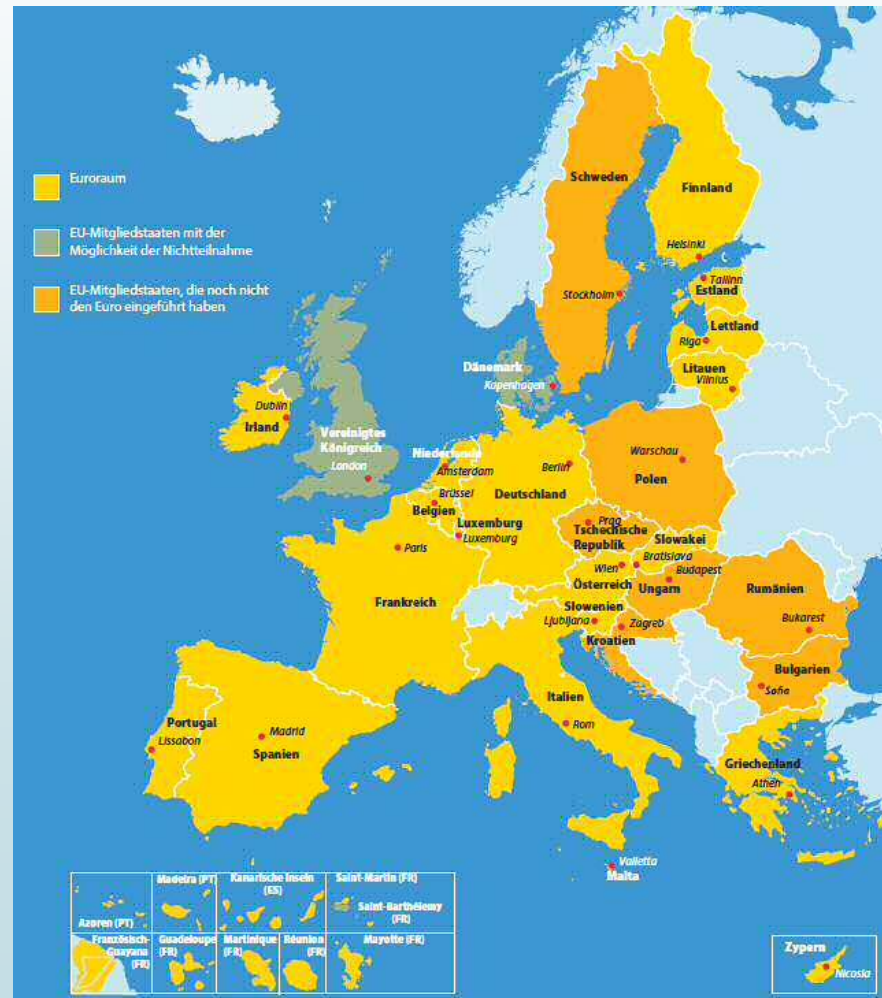 Euroraum
EU-Mitgliedstaaten mit der
Möglichkeit der Nichtteilnahme
EU-Mitgliedstaaten, die noch nicht
den Euro eingeführt haben
Schweden
Finnland
Helsinki
Stockholm
Tallinn
Estland
Lettland
Riga
Litauen
Vilnius
Dänemark
Kopenhagen
Dublin
Irland
Vereinigtes
Königreich
London
Niederlande
Amsterdam
Berlin
Deutschland
Warschau
Polen
Brüssel
Belgien
Luxemburg
Luxemburg
Prag
Tschechische
Republik
Slowakei
Bratislava
Paris
Wien
Österreich
Budapest
Ungarn
Rumänien
Bukarest
Frankreich
Slowenien
Ljubljana
Zagreb
Kroatien
Bulgarien
Sofia
Italien
Rom
Portugal
Lissabon
Madrid
Spanien
Griechenland
Athen
Valletta
Malta
Azoren (PT)
Madeira (PT)
Kanarische Inseln
(ES)
Saint-Martin (FR)
Saint-Barthélemy
(FR)
Französisch-
Guayana
(FR)
Guadeloupe
(FR)
Martinique
(FR)
Réunion
(FR)
Mayotte (FR)
Zypern
Nicosia